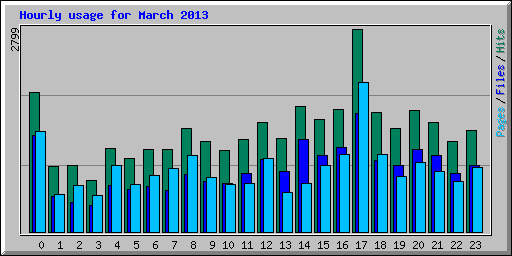 Hourly usage for March 2013
2799
Pages / Files / Hits
0 1 2 3 4 5 6 7 8 9 10 11 12 13 14 15 16 17 18 19 20 21 22 23